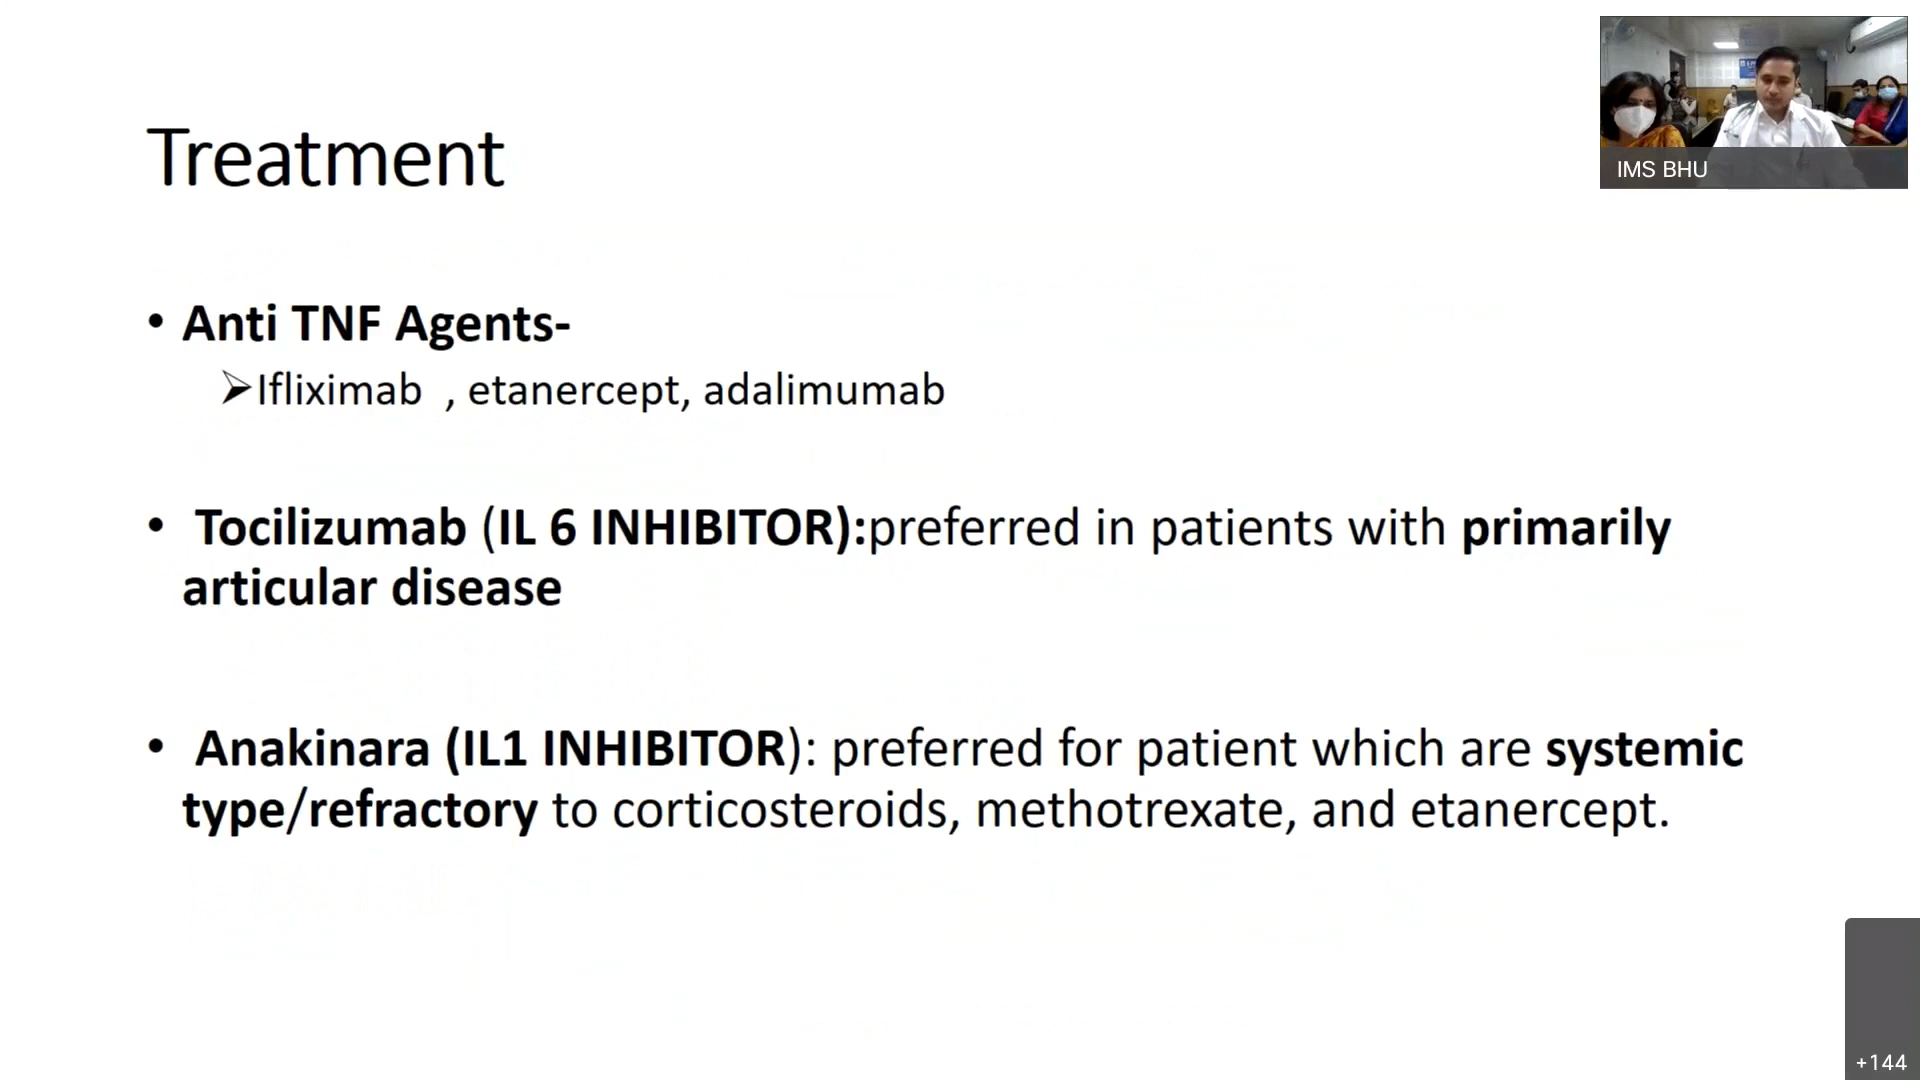 Treatment
IMS BHU
• Anti TNF Agents-
➢Ifliximab , etanercept, adalimumab
• Tocilizumab (IL 6 INHIBITOR):preferred in patients with primarily
articular disease
• Anakinara (IL1 INHIBITOR): preferred for patient which are systemic
type/refractory to corticosteroids, methotrexate, and etanercept.
+144